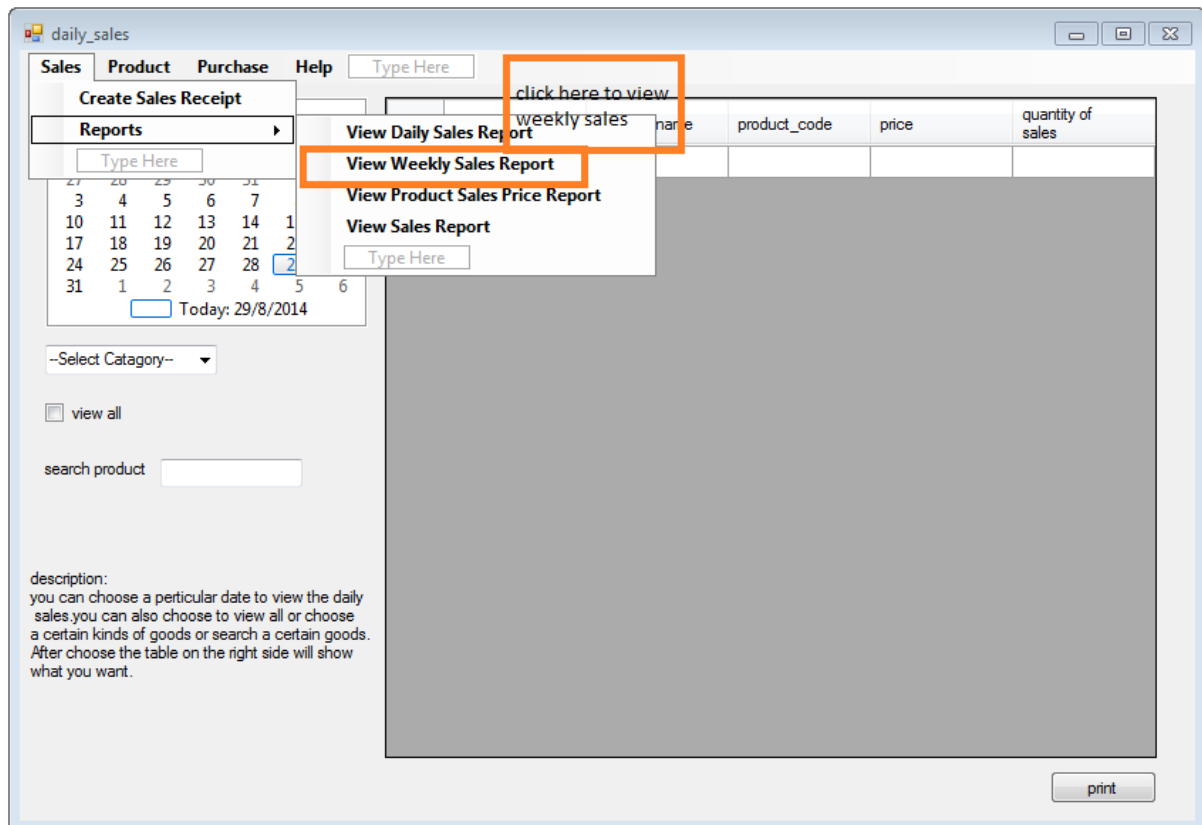 daily_sales
Sales Product Purchase Help Type Here
Create Sales Receipt
Reports
Type Here
click here to view
weekly sales
View Daily Sales Report
View Weekly Sales Report
View Product Sales Price Report
View Sales Report
Type Here
name product_code price quantity of
sales
27 28 29 30 31
3 4 5 6 7
10 11 12 13 14
17 18 19 20 21
24 25 26 27 28
31 1 2 3 4 5 6
Today: 29/8/2014
--Select Catagory--
view all
search product
description:
you can choose a perticular date to view the daily
sales.you can also choose to view all or choose
a certain kinds of goods or search a certain goods.
After choose the table on the right side will show
what you want.
print